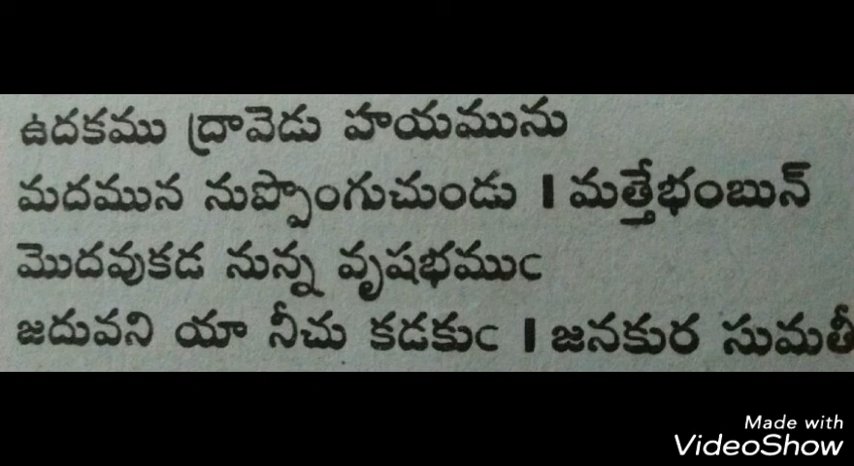 ఉదకము ద్రావెడు హయమును
మదమున నుప్పొంగుచుండు । మత్తేభంబున్
మొదవుకడ నున్న వృషభముఁ
జదువని యా నీచు కడకుఁ । జనకుర సుమతీ
Made with
VideoShow